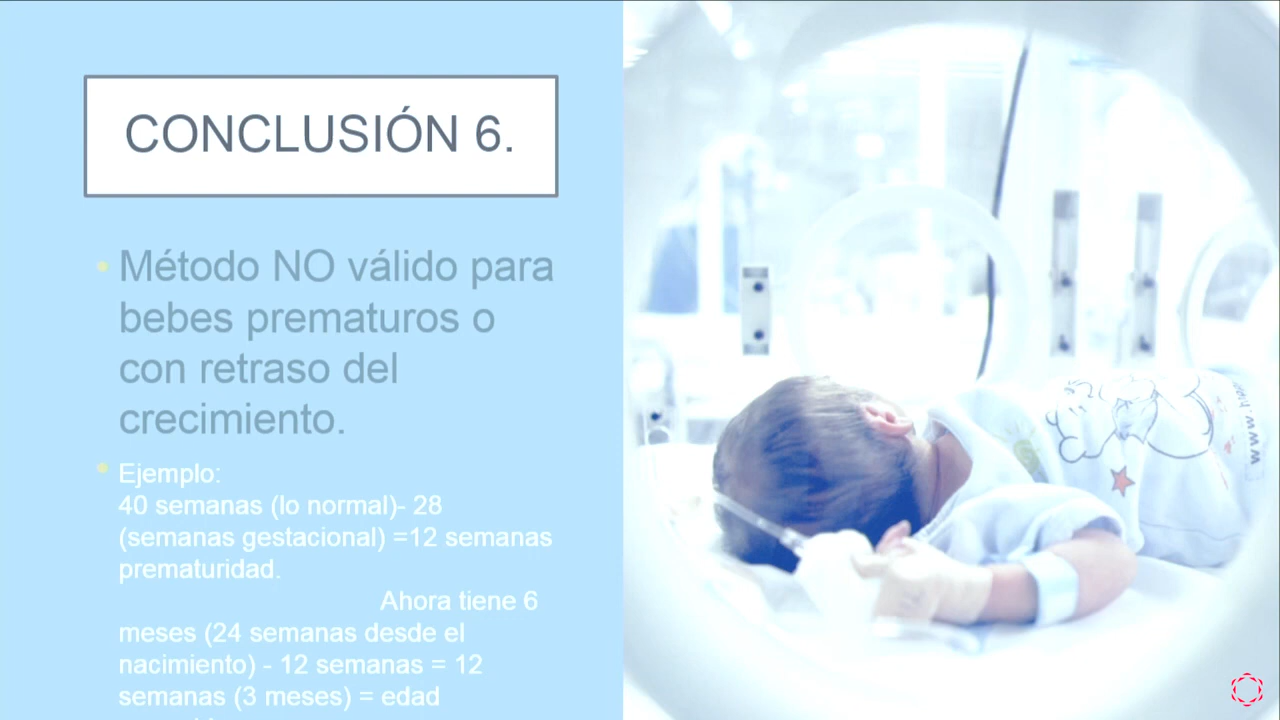 CONCLUSIÓN 6.
Método NO válido para
bebes prematuros o
con retraso del
crecimiento.
Ejemplo:
40 semanas (lo normal)- 28
(semanas gestacional) =12 semanas
prematuridad.
Ahora tiene 6
meses (24 semanas desde el
nacimiento) - 12 semanas = 12
semanas (3 meses) = edad
www.